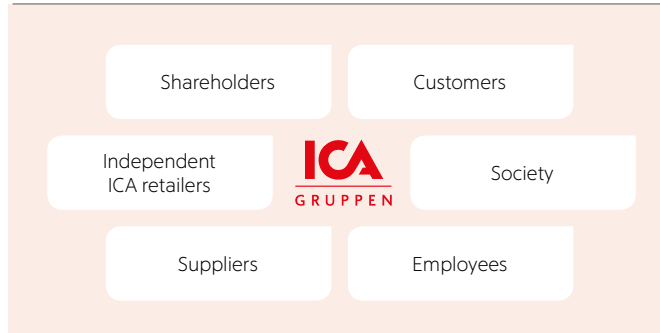 Shareholders
Customers
Independent
ICA retailers
ICA
GRUPPEN
Society
Suppliers
Employees